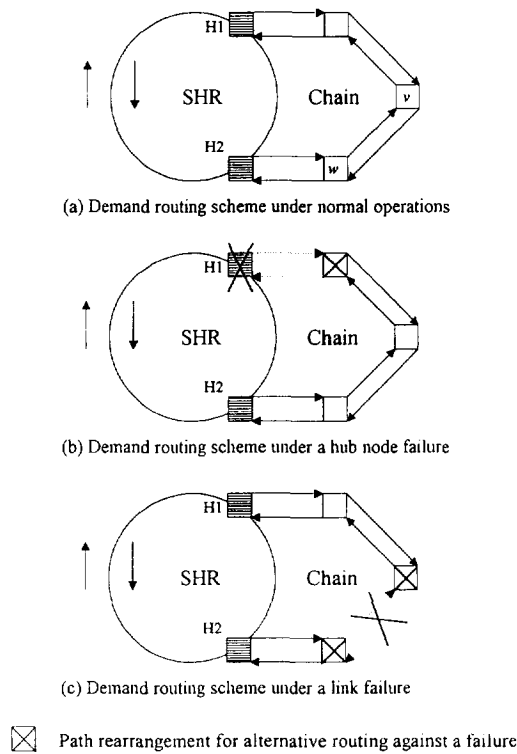 H1
SHR
Chain
v
H2
w
(a) Demand routing scheme under normal operations
H1
SHR
Chain
H2
(b) Demand routing scheme under a hub node failure
H1
SHR
Chain
H2
(c) Demand routing scheme under a link failure
Path rearrangement for alternative routing against a failure